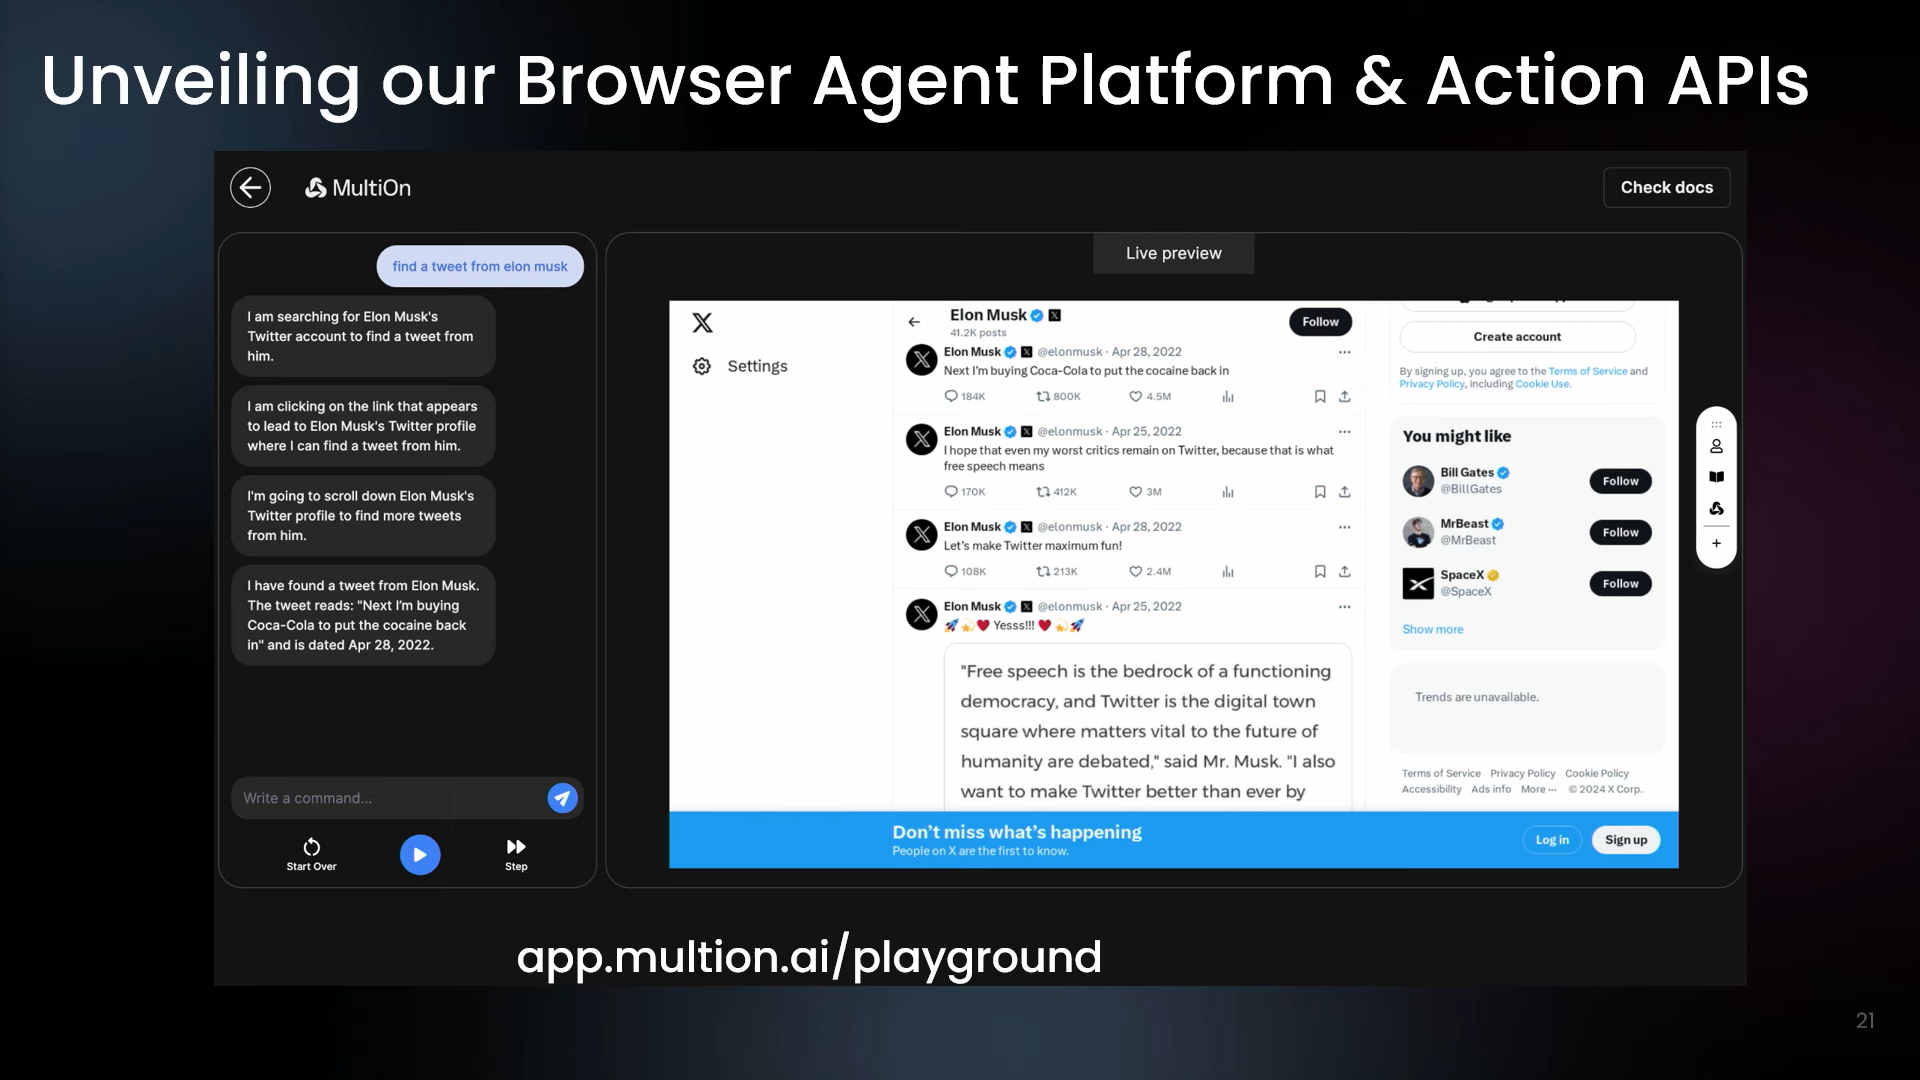 Unveiling our Browser Agent Platform & Action APIs
MultiOn
Check docs
find a tweet from elon musk
I am searching for Elon Musk's
Twitter account to find a tweet from
him.
I am clicking on the link that appears
to lead to Elon Musk's Twitter profile
where I can find a tweet from him.
I'm going to scroll down Elon Musk's
Twitter profile to find more tweets
from him.
I have found a tweet from Elon Musk.
The tweet reads: "Next I'm buying
Coca-Cola to put the cocaine back
in" and is dated Apr 28, 2022.
Write a command...
Start Over
Step
Live preview
Settings
Elon Musk
41.2K posts
Follow
Elon Musk @elonmusk · Apr 28, 2022
Next I'm buying Coca-Cola to put the cocaine back in
184K 800K 4.5M
Elon Musk @elonmusk · Apr 25, 2022
I hope that even my worst critics remain on Twitter, because that is what
free speech means
170K 412K 3M
Elon Musk @elonmusk · Apr 28, 2022
Let's make Twitter maximum fun!
108K 213K 2.4M
Elon Musk @elonmusk · Apr 25, 2022
🚀💫❤️ Yesss!!! ❤️💫🚀
"Free speech is the bedrock of a functioning
democracy, and Twitter is the digital town
square where matters vital to the future of
humanity are debated," said Mr. Musk. "I also
want to make Twitter better than ever by
Create account
By signing up, you agree to the Terms of Service and
Privacy Policy, including Cookie Use.
You might like
Bill Gates
@BillGates
Follow
MrBeast
@MrBeast
Follow
SpaceX
@SpaceX
Follow
Show more
Trends are unavailable.
Terms of Service Privacy Policy Cookie Policy
Accessibility Ads info More ··· © 2024 X Corp.
Don't miss what's happening
People on X are the first to know.
Log in
Sign up
app.multion.ai/playground
21